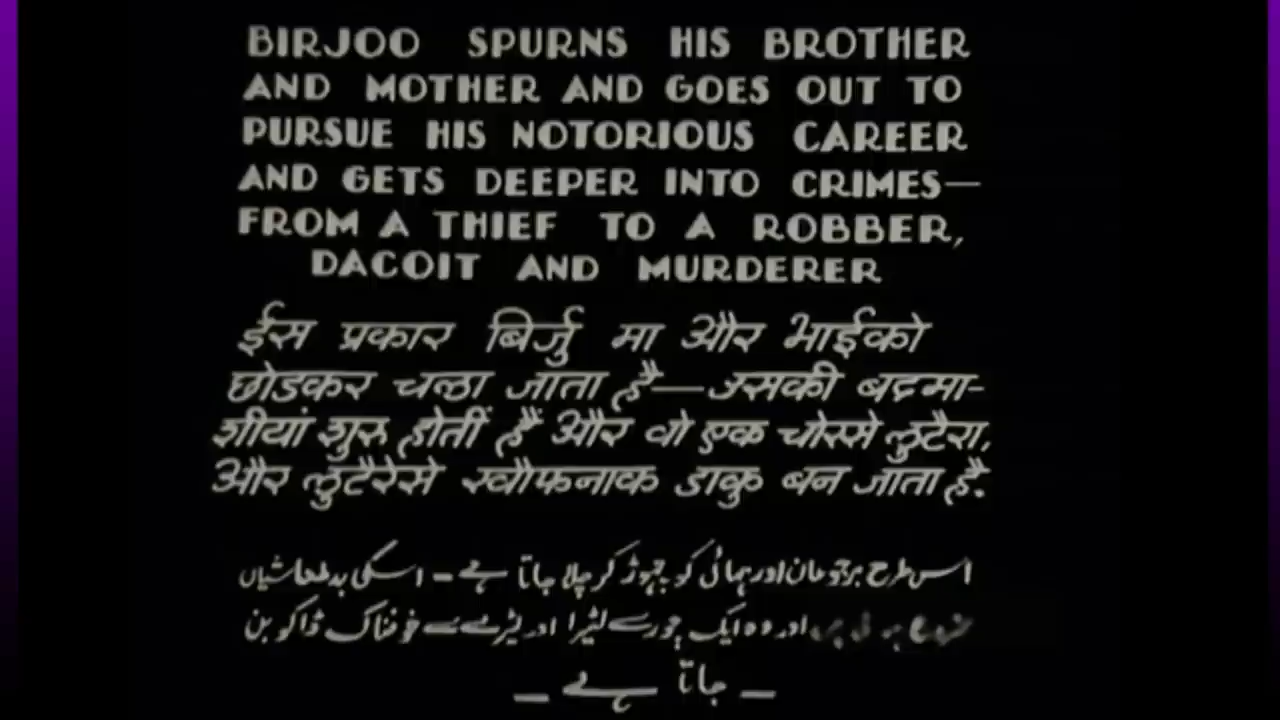 BIRJOO SPURNS HIS BROTHER
AND MOTHER AND GOES OUT TO
PURSUE HIS NOTORIOUS CAREER
AND GETS DEEPER INTO CRIMES—
FROM A THIEF TO A ROBBER,
DACOIT AND MURDERER
ईस प्रकार बिर्जु मा और भाईको
छोडकर चला जाता है—उसकी बदमा-
शीयां शुरु होतीं हैं और वो एक चोरसे लुटेरा,
और लुटैरेसे खौफनाक डाकु बन जाता है.
اس طرح برجو ماں اور بھائی کو چھوڑ کر چلا جاتا ہے - اسکی بدمعاشیاں
اور وہ ایک چور سے لٹیرا اور لٹیرے سے خوفناک ڈاکو بن
— جاتا ہے —